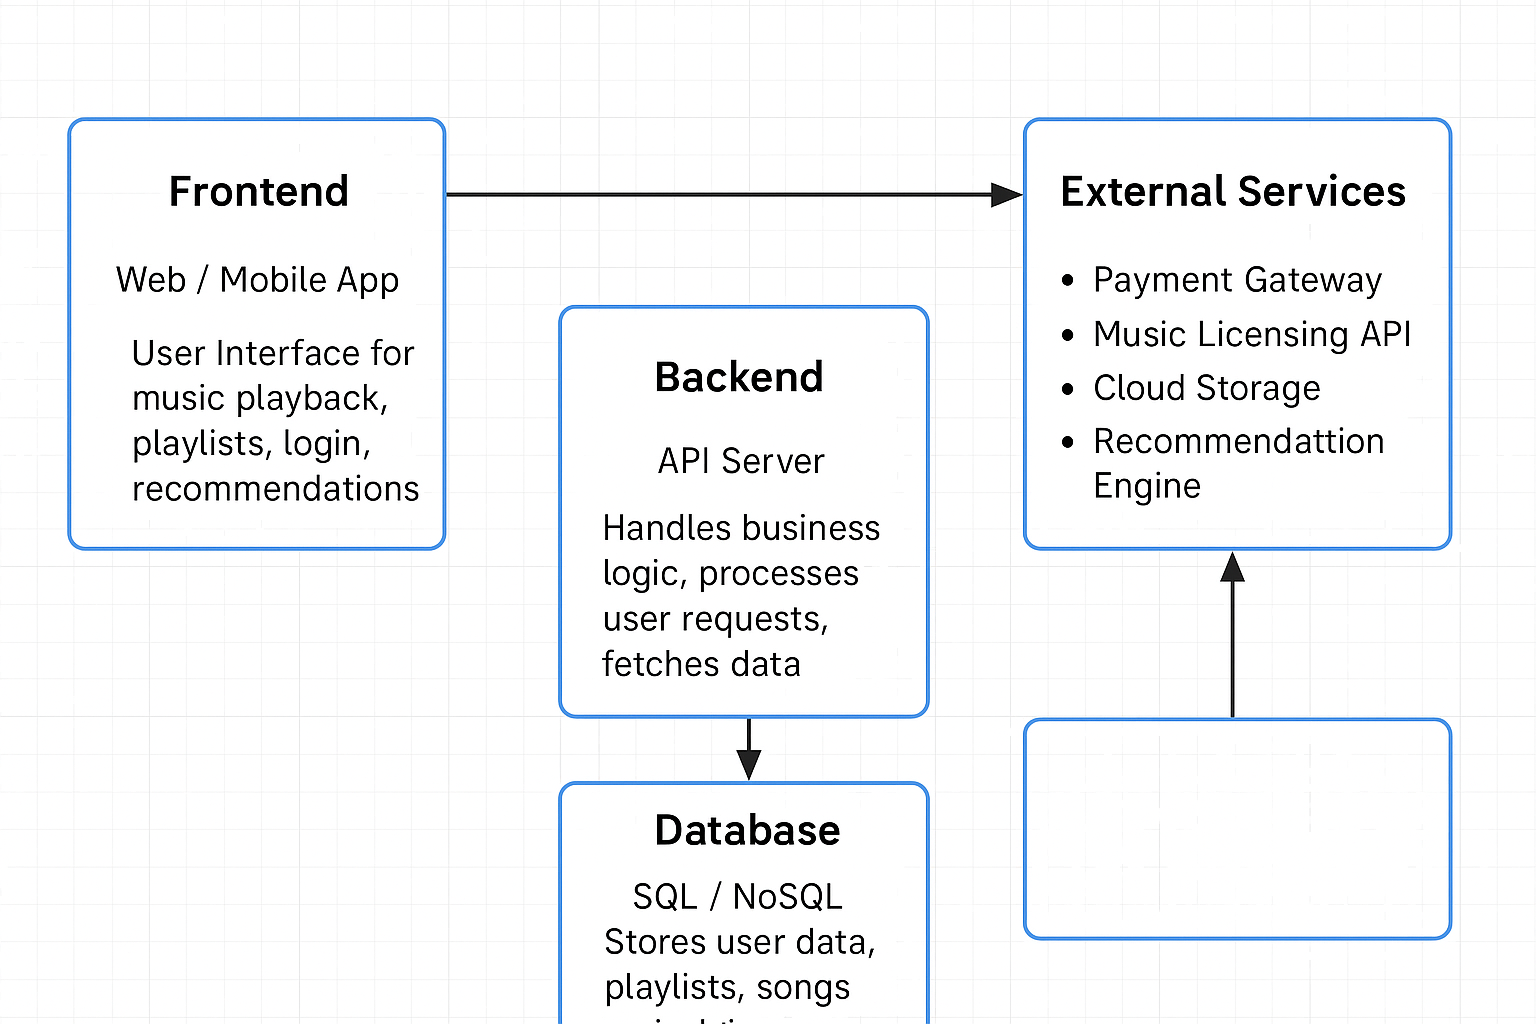 Frontend
Web / Mobile App
User Interface for
music playback,
playlists, login,
recommendations
Backend
API Server
Handles business
logic, processes
user requests,
fetches data
Database
SQL / NoSQL
Stores user data,
playlists, songs
External Services
• Payment Gateway
• Music Licensing API
• Cloud Storage
• Recommendattion
Engine